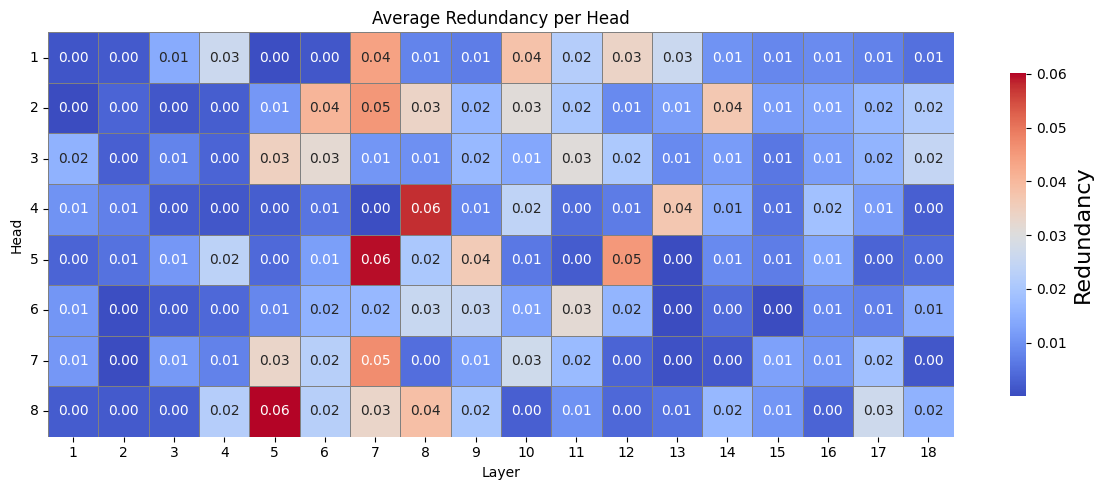 Average Redundancy per Head
1 0.00 0.00 0.01 0.03 0.00 0.00 0.04 0.01 0.01 0.04 0.02 0.03 0.03 0.01 0.01 0.01 0.01 0.01
2 0.00 0.00 0.00 0.00 0.01 0.04 0.05 0.03 0.02 0.03 0.02 0.01 0.01 0.04 0.01 0.01 0.02 0.02
3 0.02 0.00 0.01 0.00 0.03 0.03 0.01 0.01 0.02 0.01 0.03 0.02 0.01 0.01 0.01 0.01 0.02 0.02
4 0.01 0.01 0.00 0.00 0.00 0.01 0.00 0.06 0.01 0.02 0.00 0.01 0.04 0.01 0.01 0.02 0.01 0.00
5 0.00 0.01 0.01 0.02 0.00 0.01 0.06 0.02 0.04 0.01 0.00 0.05 0.00 0.01 0.01 0.01 0.00 0.00
6 0.01 0.00 0.00 0.00 0.01 0.02 0.02 0.03 0.03 0.01 0.03 0.02 0.00 0.00 0.00 0.01 0.01 0.01
7 0.01 0.00 0.01 0.01 0.03 0.02 0.05 0.00 0.01 0.03 0.02 0.00 0.00 0.00 0.01 0.01 0.02 0.00
8 0.00 0.00 0.00 0.02 0.06 0.02 0.03 0.04 0.02 0.00 0.01 0.00 0.01 0.02 0.01 0.00 0.03 0.02
1 2 3 4 5 6 7 8 9 10 11 12 13 14 15 16 17 18
Head
Layer
0.06
0.05
0.04
0.03
0.02
0.01
Redundancy